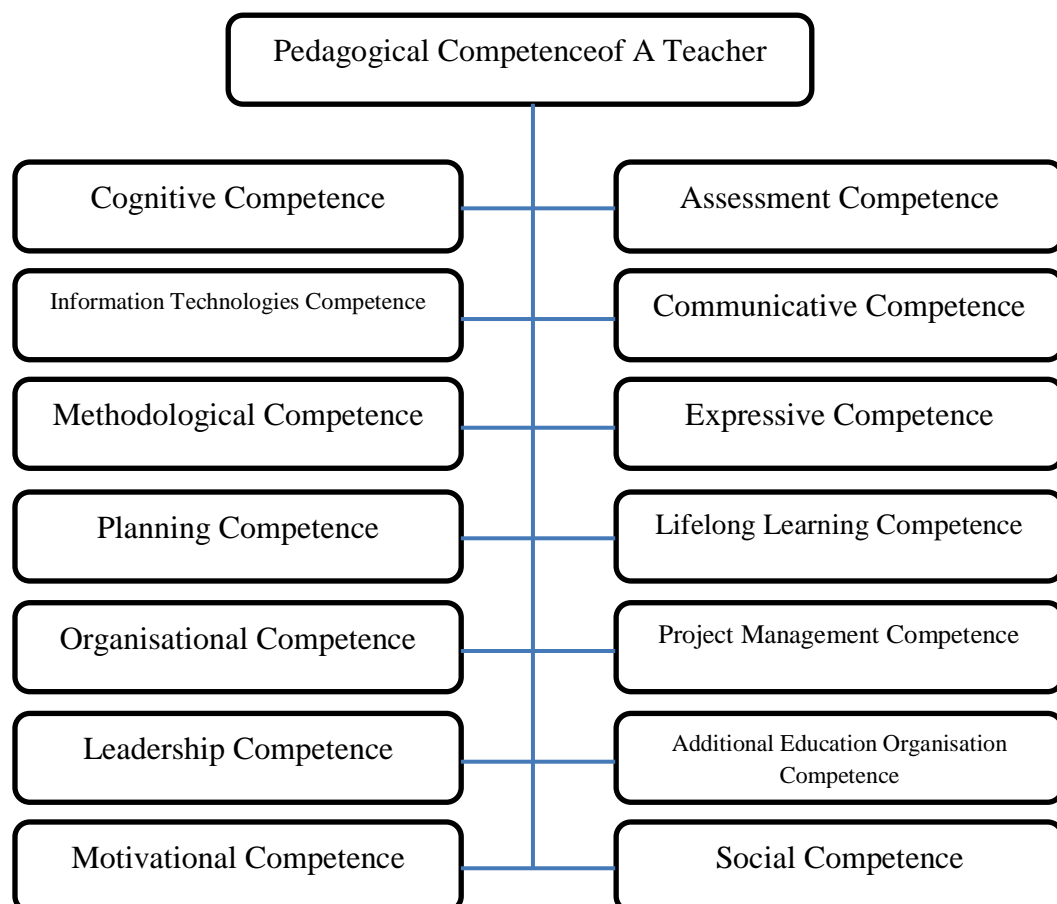 Pedagogical Competenceof A Teacher
Cognitive Competence
Assessment Competence
Information Technologies Competence
Communicative Competence
Methodological Competence
Expressive Competence
Planning Competence
Lifelong Learning Competence
Organisational Competence
Project Management Competence
Leadership Competence
Additional Education Organisation
Competence
Motivational Competence
Social Competence